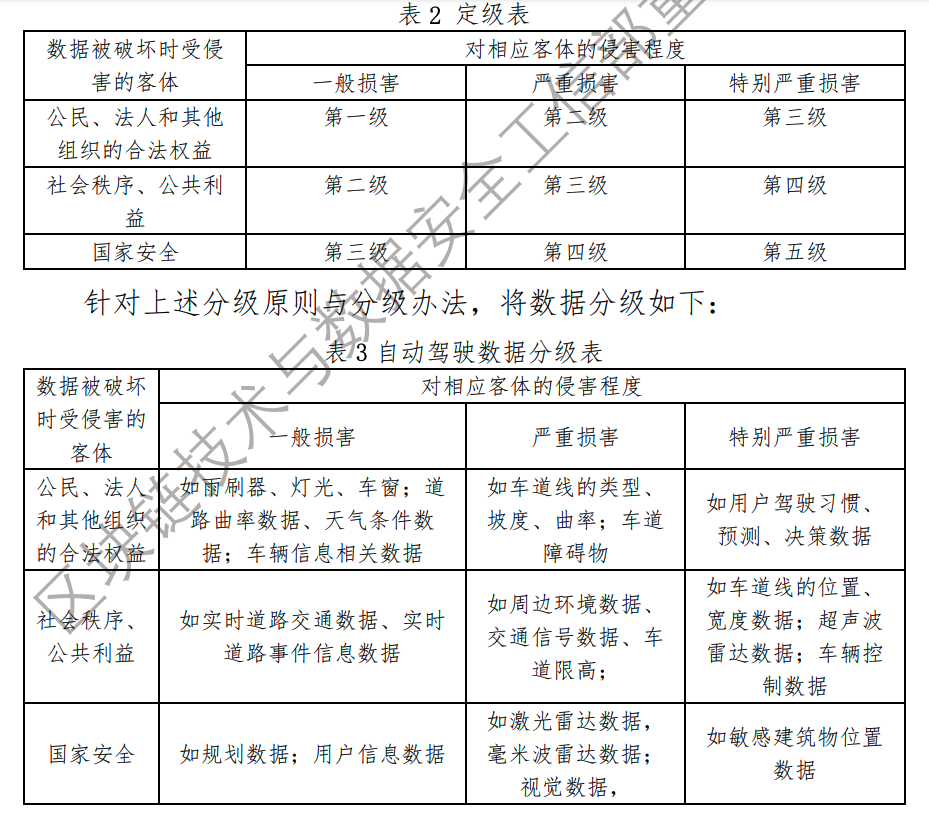 表2 定级表
数据被破坏时受侵
害的客体
对相应客体的侵害程度
一般损害
严重损害
特别严重损害
公民、法人和其他
组织的合法权益
第一级
第二级
第三级
社会秩序、公共利
益
第二级
第三级
第四级
国家安全
第三级
第四级
第五级
针对上述分级原则与分级办法，将数据分级如下：
表3自动驾驶数据分级表
数据被破坏
时受侵害的
客体
对相应客体的侵害程度
一般损害
严重损害
特别严重损害
公民、法人
和其他组织
的合法权益
如雨刷器、灯光、车窗；道
路曲率数据、天气条件数
据；车辆信息相关数据
如车道线的类型、
坡度、曲率；车道
障碍物
如用户驾驶习惯、
预测、决策数据
社会秩序、
公共利益
如实时道路交通数据、实时
道路事件信息数据
如周边环境数据、
交通信号数据、车
道限高；
如车道线的位置、
宽度数据；超声波
雷达数据；车辆控
制数据
国家安全
如规划数据；用户信息数据
如激光雷达数据，
毫米波雷达数据；
视觉数据，
如敏感建筑物位置
数据
区块链技术与数据安全工信部重